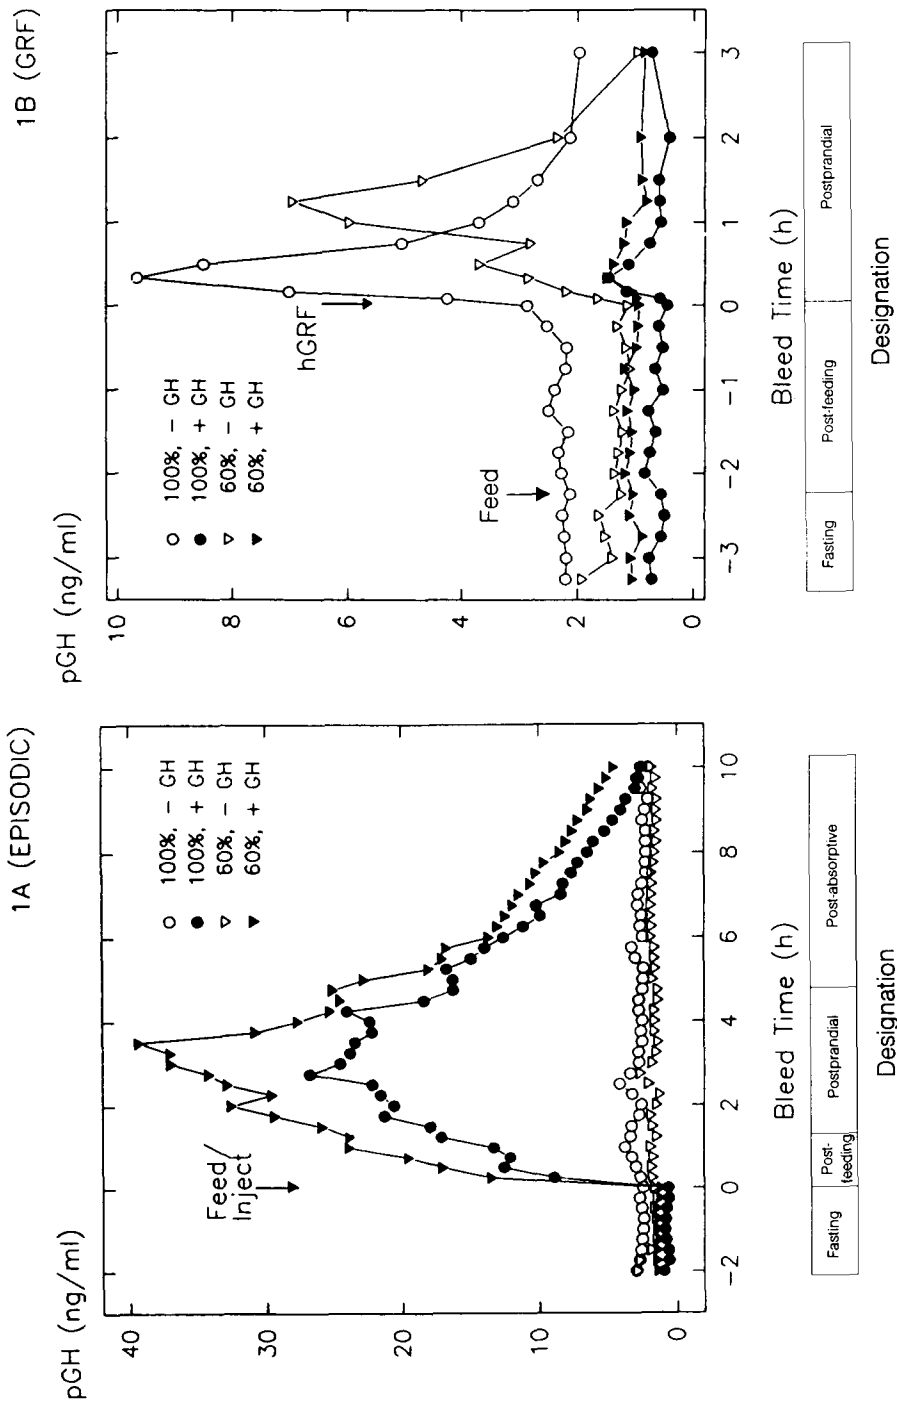 1A (EPISODIC)
pGH (ng/ml)
40
30
20
10
0
○ 100%, – GH
● 100%, + GH
▽ 60%, – GH
▼ 60%, + GH
Feed/
Inject
-2 0 2 4 6 8 10
Bleed Time (h)
Fasting
Post-
feeding
Postprandial
Post-absorptive
Designation
1B (GRF)
pGH (ng/ml)
10
8
6
4
2
0
○ 100%, – GH
● 100%, + GH
▽ 60%, – GH
▼ 60%, + GH
Feed
hGRF
-3 -2 -1 0 1 2 3
Bleed Time (h)
Fasting
Post-feeding
Postprandial
Designation